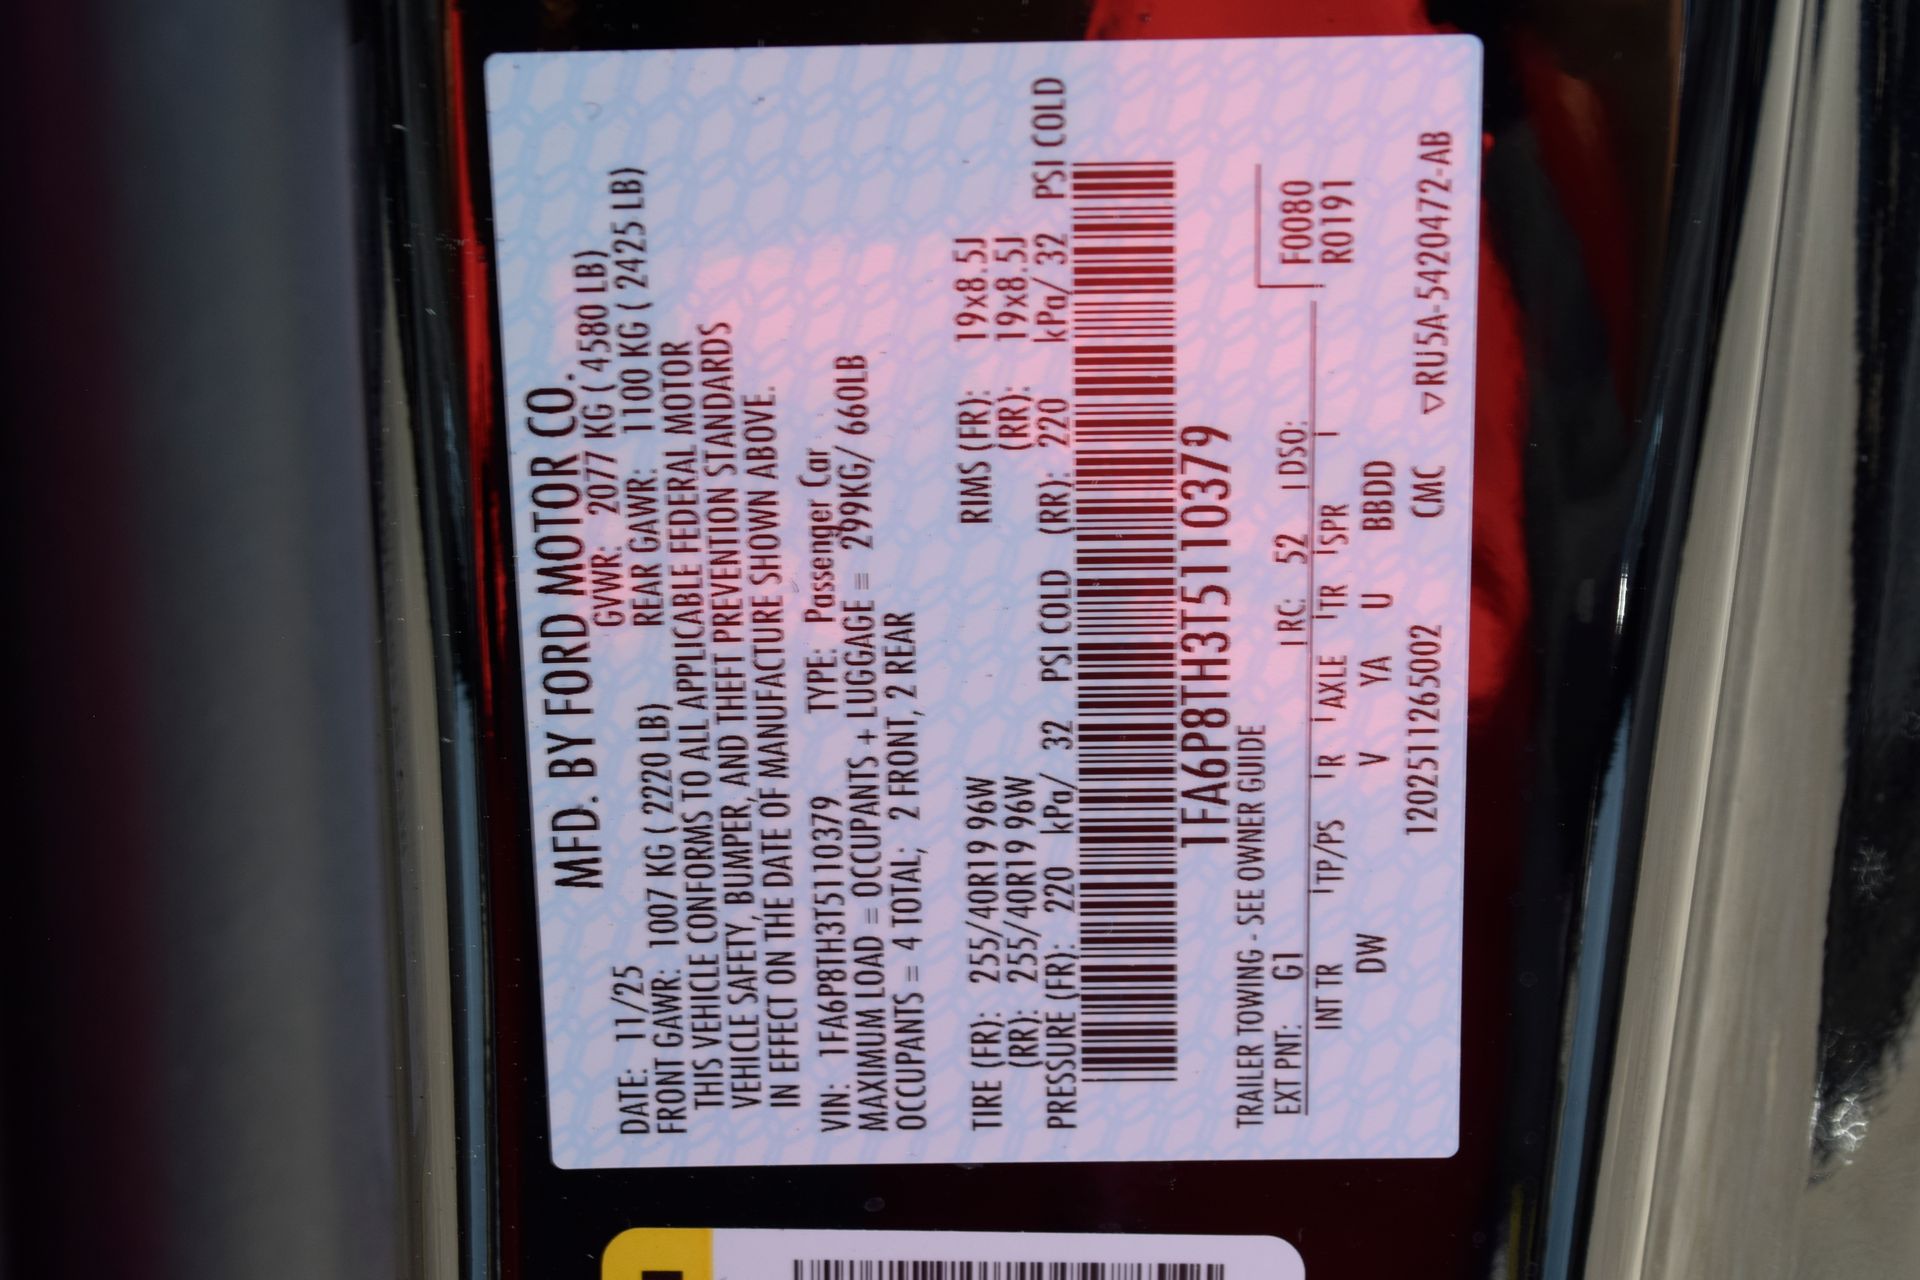 MFD. BY FORD MOTOR CO.
DATE: 11/25 GVWR: 2077 KG ( 4580 LB)
FRONT GAWR: 1007 KG ( 2220 LB) REAR GAWR: 1100 KG ( 2425 LB)
THIS VEHICLE CONFORMS TO ALL APPLICABLE FEDERAL MOTOR
VEHICLE SAFETY, BUMPER, AND THEFT PREVENTION STANDARDS
IN EFFECT ON THE DATE OF MANUFACTURE SHOWN ABOVE.
VIN: 1FA6P8TH3T5110379 TYPE: Passenger Car
MAXIMUM LOAD = OCCUPANTS + LUGGAGE = 299KG/ 660LB
OCCUPANTS = 4 TOTAL; 2 FRONT, 2 REAR
TIRE (FR): 255/40R19 96W RIMS (FR): 19x8.5J
(RR): 255/40R19 96W (RR): 19x8.5J
PRESSURE (FR): 220 kPa/ 32 PSI COLD (RR): 220 kPa/ 32 PSI COLD
1FA6P8TH3T5110379
TRAILER TOWING - SEE OWNER GUIDE
EXT PNT: G1 RC: 52 DSO: F0080
R0191
INT TR TP/PS R AXLE TR SPR
DW V YA U BBDD
1202511265002 CMC ▽RU5A-5420472-AB